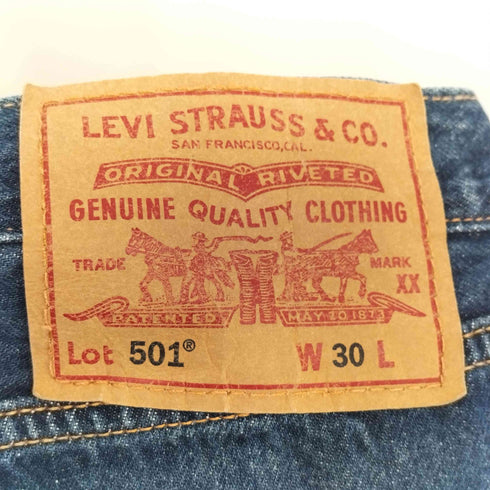 LEVI STRAUSS & CO.
SAN FRANCISCO, CAL.
ORIGINAL RIVETED
GENUINE QUALITY CLOTHING
TRADE MARK
XX
PATENTED MAY 20 1873
Lot 501® W 30 L